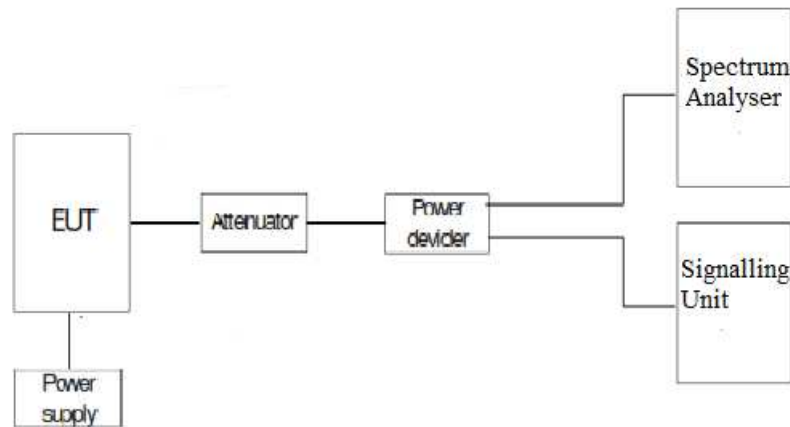 Spectrum
Analyser
EUT
Attenuator
Power
devider
Signalling
Unit
Power
supply